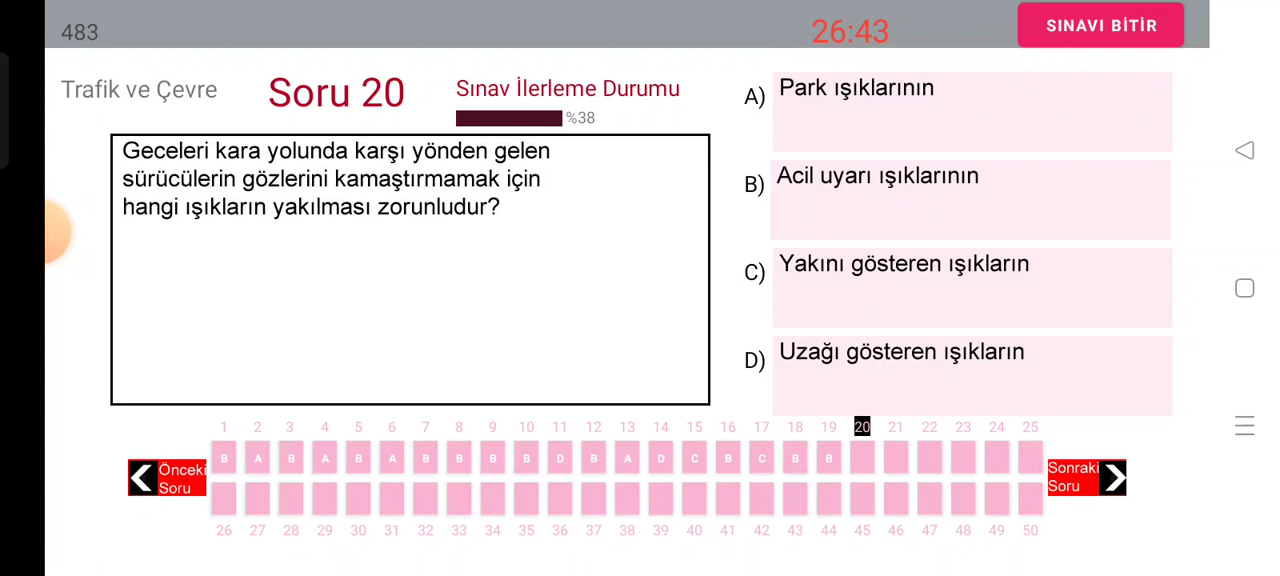 483
26:43
SINAVI BİTİR
Trafik ve Çevre
Soru 20
Sınav İlerleme Durumu
%38
Geceleri kara yolunda karşı yönden gelen
sürücülerin gözlerini kamaştırmamak için
hangi ışıkların yakılması zorunludur?
A) Park ışıklarının
B) Acil uyarı ışıklarının
C) Yakını gösteren ışıkların
D) Uzağı gösteren ışıkların
1 2 3 4 5 6 7 8 9 10 11 12 13 14 15 16 17 18 19 20 21 22 23 24 25
B A B A B A B B B B D B A D C B C B B
Önceki
Soru
Sonraki
Soru
26 27 28 29 30 31 32 33 34 35 36 37 38 39 40 41 42 43 44 45 46 47 48 49 50